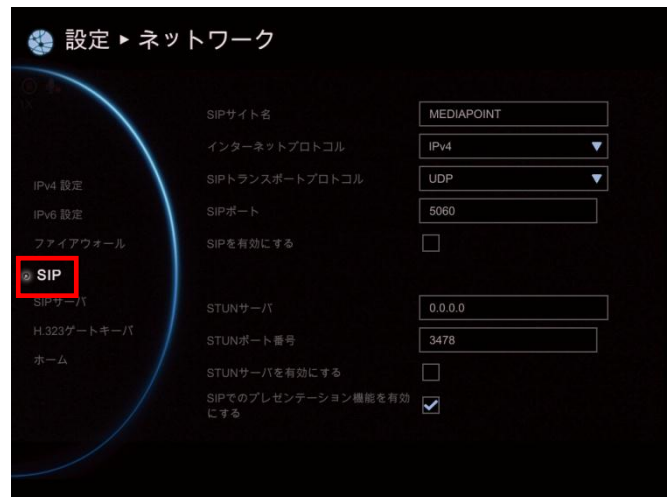 設定 ▸ ネットワーク
SIPサイト名
MEDIAPOINT
インターネットプロトコル
IPv4
SIPトランスポートプロトコル
UDP
SIPポート
5060
SIPを有効にする
STUNサーバ
0.0.0.0
STUNポート番号
3478
STUNサーバを有効にする
SIPでのプレゼンテーション機能を有効
にする
IPv4 設定
IPv6 設定
ファイアウォール
SIP
SIPサーバ
H.323ゲートキーパ
ホーム